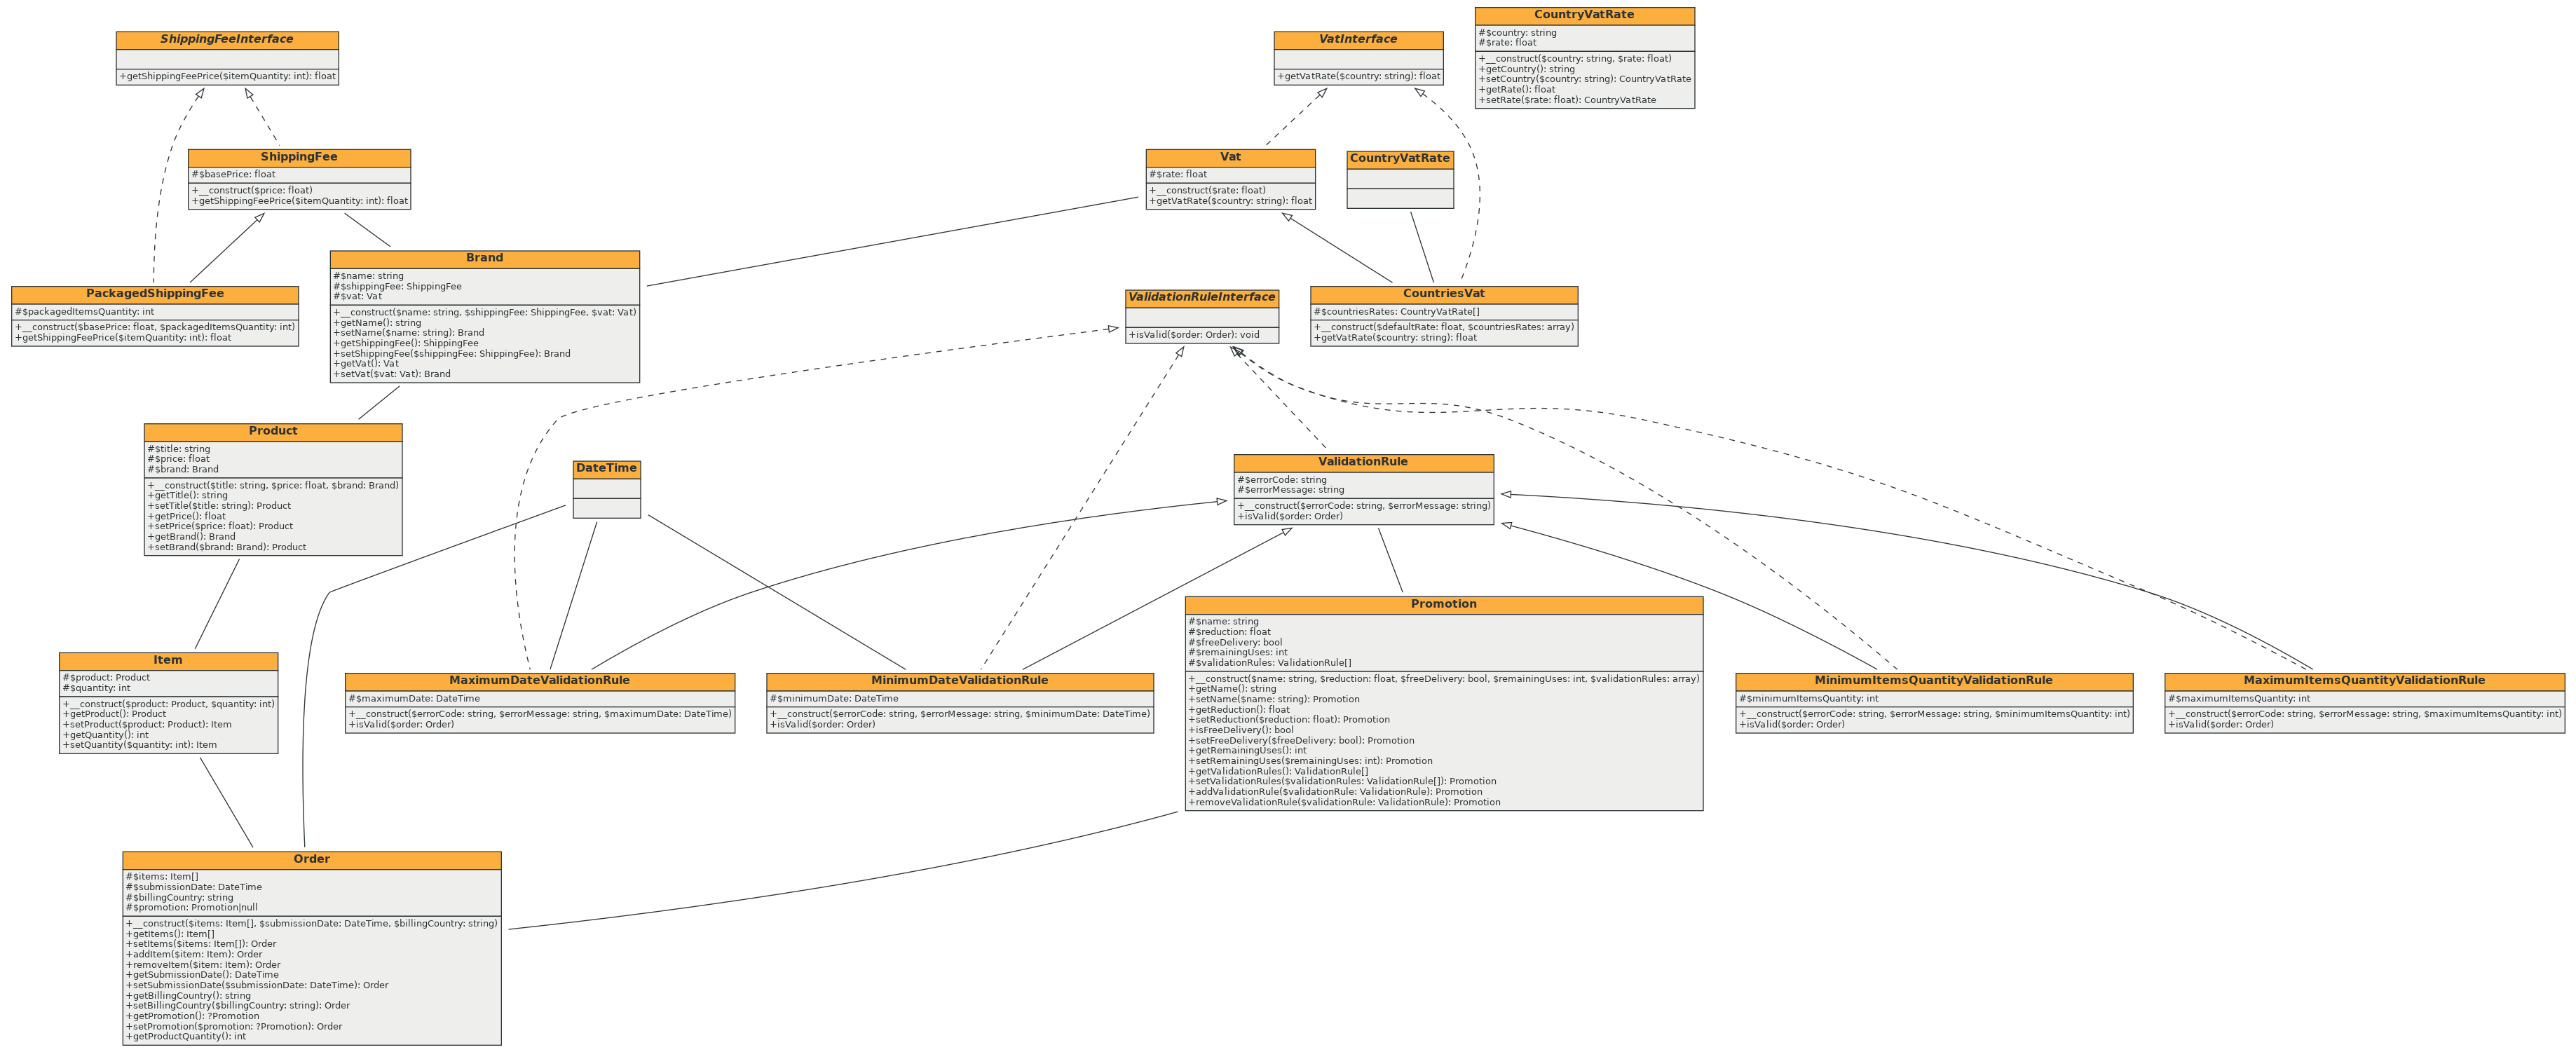 ShippingFeeInterface
+getShippingFeePrice($itemQuantity: int): float
VatInterface
+getVatRate($country: string): float
CountryVatRate
#$country: string
#$rate: float
+__construct($country: string, $rate: float)
+getCountry(): string
+setCountry($country: string): CountryVatRate
+getRate(): float
+setRate($rate: float): CountryVatRate
ShippingFee
#$basePrice: float
+__construct($price: float)
+getShippingFeePrice($itemQuantity: int): float
Vat
#$rate: float
+__construct($rate: float)
+getVatRate($country: string): float
CountryVatRate
PackagedShippingFee
#$packagedItemsQuantity: int
+__construct($basePrice: float, $packagedItemsQuantity: int)
+getShippingFeePrice($itemQuantity: int): float
Brand
#$name: string
#$shippingFee: ShippingFee
#$vat: Vat
+__construct($name: string, $shippingFee: ShippingFee, $vat: Vat)
+getName(): string
+setName($name: string): Brand
+getShippingFee(): ShippingFee
+setShippingFee($shippingFee: ShippingFee): Brand
+getVat(): Vat
+setVat($vat: Vat): Brand
ValidationRuleInterface
+isValid($order: Order): void
CountriesVat
#$countriesRates: CountryVatRate[]
+__construct($defaultRate: float, $countriesRates: array)
+getVatRate($country: string): float
Product
#$title: string
#$price: float
#$brand: Brand
+__construct($title: string, $price: float, $brand: Brand)
+getTitle(): string
+setTitle($title: string): Product
+getPrice(): float
+setPrice($price: float): Product
+getBrand(): Brand
+setBrand($brand: Brand): Product
DateTime
ValidationRule
#$errorCode: string
#$errorMessage: string
+__construct($errorCode: string, $errorMessage: string)
+isValid($order: Order)
Item
#$product: Product
#$quantity: int
+__construct($product: Product, $quantity: int)
+getProduct(): Product
+setProduct($product: Product): Item
+getQuantity(): int
+setQuantity($quantity: int): Item
MaximumDateValidationRule
#$maximumDate: DateTime
+__construct($errorCode: string, $errorMessage: string, $maximumDate: DateTime)
+isValid($order: Order)
MinimumDateValidationRule
#$minimumDate: DateTime
+__construct($errorCode: string, $errorMessage: string, $minimumDate: DateTime)
+isValid($order: Order)
Promotion
#$name: string
#$reduction: float
#$freeDelivery: bool
#$remainingUses: int
#$validationRules: ValidationRule[]
+__construct($name: string, $reduction: float, $freeDelivery: bool, $remainingUses: int, $validationRules: array)
+getName(): string
+setName($name: string): Promotion
+getReduction(): float
+setReduction($reduction: float): Promotion
+isFreeDelivery(): bool
+setFreeDelivery($freeDelivery: bool): Promotion
+getRemainingUses(): int
+setRemainingUses($remainingUses: int): Promotion
+getValidationRules(): ValidationRule[]
+setValidationRules($validationRules: ValidationRule[]): Promotion
+addValidationRule($validationRule: ValidationRule): Promotion
+removeValidationRule($validationRule: ValidationRule): Promotion
MinimumItemsQuantityValidationRule
#$minimumItemsQuantity: int
+__construct($errorCode: string, $errorMessage: string, $minimumItemsQuantity: int)
+isValid($order: Order)
MaximumItemsQuantityValidationRule
#$maximumItemsQuantity: int
+__construct($errorCode: string, $errorMessage: string, $maximumItemsQuantity: int)
+isValid($order: Order)
Order
#$items: Item[]
#$submissionDate: DateTime
#$billingCountry: string
#$promotion: Promotion|null
+__construct($items: Item[], $submissionDate: DateTime, $billingCountry: string)
+getItems(): Item[]
+setItems($items: Item[]): Order
+addItem($item: Item): Order
+removeItem($item: Item): Order
+getSubmissionDate(): DateTime
+setSubmissionDate($submissionDate: DateTime): Order
+getBillingCountry(): string
+setBillingCountry($billingCountry: string): Order
+getPromotion(): ?Promotion
+setPromotion($promotion: ?Promotion): Order
+getProductQuantity(): int